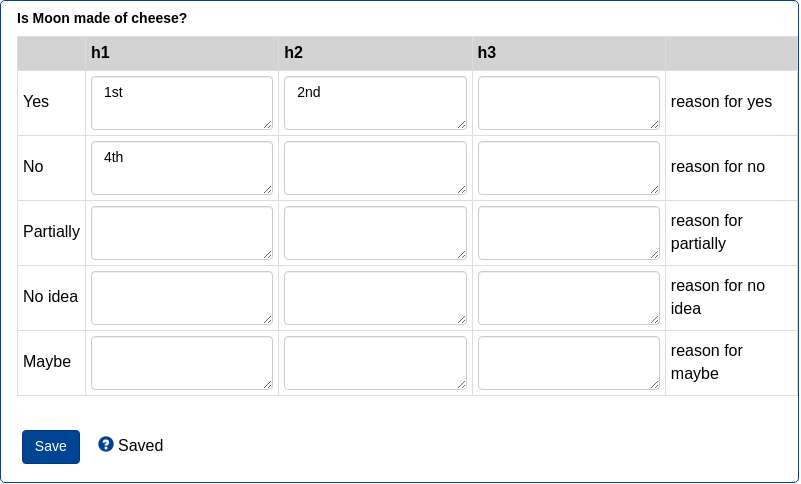 Is Moon made of cheese?
h1 h2 h3
Yes 1st 2nd reason for yes
No 4th reason for no
Partially reason for
partially
No idea reason for no
idea
Maybe reason for
maybe
Save ? Saved